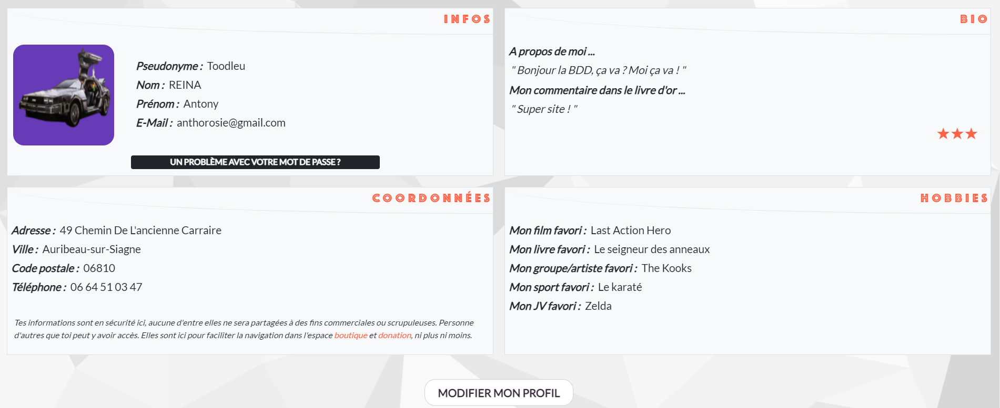 INFOS
Pseudonyme : Toodleu
Nom : REINA
Prénom : Antony
E-Mail : anthorosie@gmail.com
UN PROBLÈME AVEC VOTRE MOT DE PASSE ?
BIO
A propos de moi ...
" Bonjour la BDD, ça va ? Moi ça va ! "
Mon commentaire dans le livre d'or ...
" Super site ! "
★★★
COORDONNÉES
Adresse : 49 Chemin De L'ancienne Carraire
Ville : Auribeau-sur-Siagne
Code postale : 06810
Téléphone : 06 64 51 03 47
Tes informations sont en sécurité ici, aucune d'entre elles ne sera partagées à des fins commerciales ou scrupuleuses. Personne
d'autres que toi peut y avoir accès. Elles sont ici pour faciliter la navigation dans l'espace boutique et donation, ni plus ni moins.
HOBBIES
Mon film favori : Last Action Hero
Mon livre favori : Le seigneur des anneaux
Mon groupe/artiste favori : The Kooks
Mon sport favori : Le karaté
Mon JV favori : Zelda
MODIFIER MON PROFIL